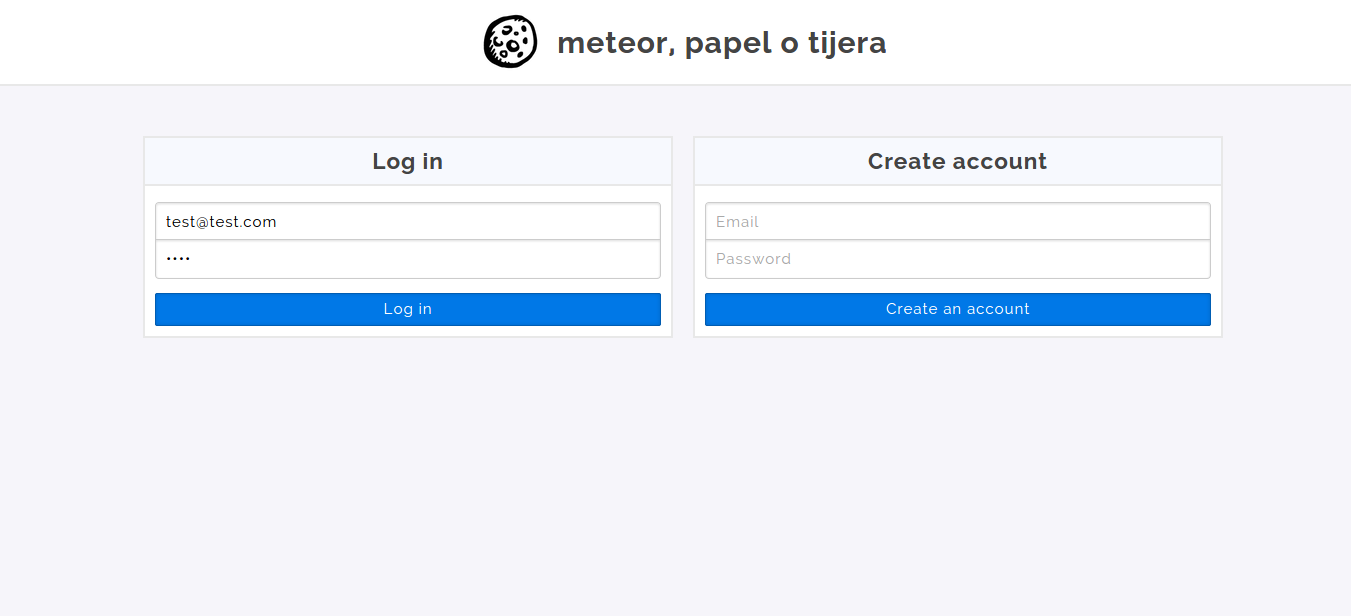 meteor, papel o tijera
Log in
test@test.com
••••
Log in
Create account
Email
Password
Create an account